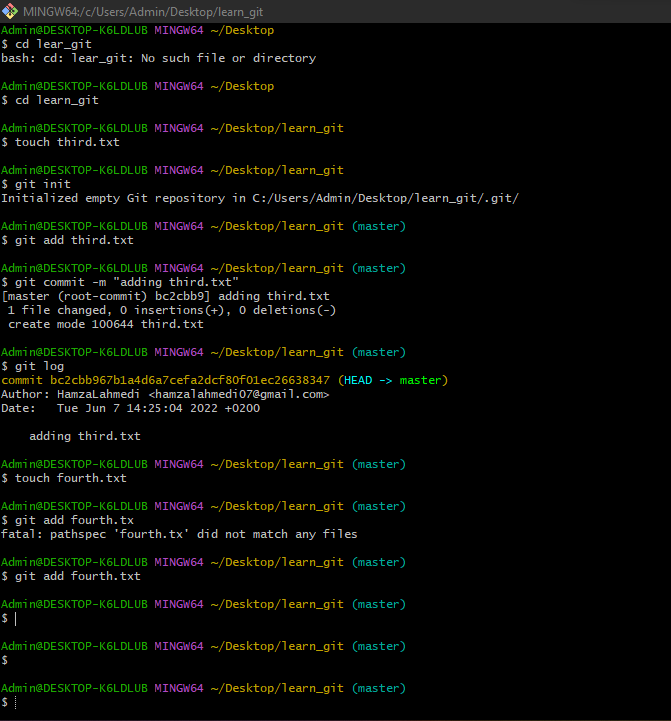 MINGW64:/c/Users/Admin/Desktop/learn_git
Admin@DESKTOP-K6LDLUB MINGW64 ~/Desktop
$ cd lear_git
bash: cd: lear_git: No such file or directory
Admin@DESKTOP-K6LDLUB MINGW64 ~/Desktop
$ cd learn_git
Admin@DESKTOP-K6LDLUB MINGW64 ~/Desktop/learn_git
$ touch third.txt
Admin@DESKTOP-K6LDLUB MINGW64 ~/Desktop/learn_git
$ git init
Initialized empty Git repository in C:/Users/Admin/Desktop/learn_git/.git/
Admin@DESKTOP-K6LDLUB MINGW64 ~/Desktop/learn_git (master)
$ git add third.txt
Admin@DESKTOP-K6LDLUB MINGW64 ~/Desktop/learn_git (master)
$ git commit -m "adding third.txt"
[master (root-commit) bc2cbb9] adding third.txt
 1 file changed, 0 insertions(+), 0 deletions(-)
 create mode 100644 third.txt
Admin@DESKTOP-K6LDLUB MINGW64 ~/Desktop/learn_git (master)
$ git log
commit bc2cbb967b1a4d6a7cefa2dcf80f01ec26638347 (HEAD -> master)
Author: HamzaLahmedi <hamzalahmedi07@gmail.com>
Date:   Tue Jun 7 14:25:04 2022 +0200
    adding third.txt
Admin@DESKTOP-K6LDLUB MINGW64 ~/Desktop/learn_git (master)
$ touch fourth.txt
Admin@DESKTOP-K6LDLUB MINGW64 ~/Desktop/learn_git (master)
$ git add fourth.tx
fatal: pathspec 'fourth.tx' did not match any files
Admin@DESKTOP-K6LDLUB MINGW64 ~/Desktop/learn_git (master)
$ git add fourth.txt
Admin@DESKTOP-K6LDLUB MINGW64 ~/Desktop/learn_git (master)
$
Admin@DESKTOP-K6LDLUB MINGW64 ~/Desktop/learn_git (master)
$
Admin@DESKTOP-K6LDLUB MINGW64 ~/Desktop/learn_git (master)
$